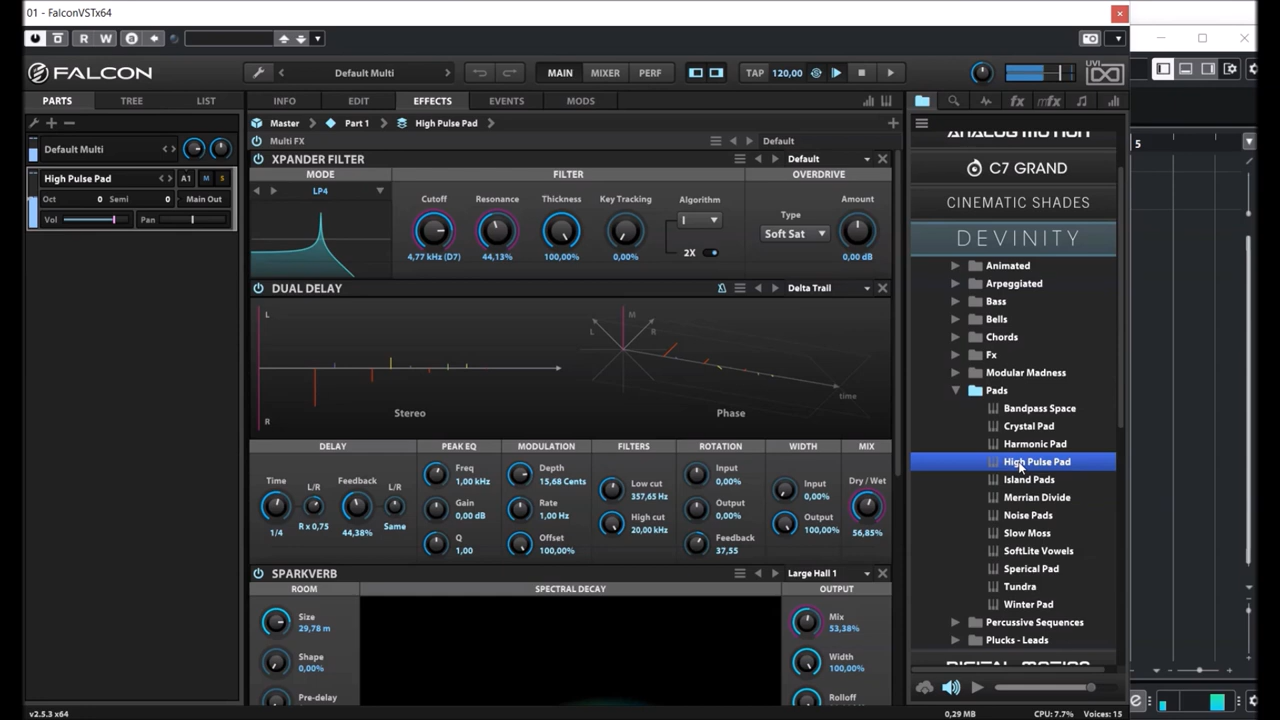 01 - FalconVSTx64
R W a
FALCON
Default Multi
MAIN MIXER PERF
TAP 120,00
UVI
PARTS TREE LIST
INFO EDIT EFFECTS EVENTS MODS
fx mfx
Master Part 1 High Pulse Pad
Multi FX Default
Default Multi
High Pulse Pad A1 M S
Oct 0 Semi 0 Main Out
Vol Pan
XPANDER FILTER Default
MODE FILTER OVERDRIVE
LP4
Cutoff Resonance Thickness Key Tracking Algorithm Type Amount
I Soft Sat
2X
4,77 kHz (D7) 44,13% 100,00% 0,00% 0,00 dB
DUAL DELAY Delta Trail
L
R
Stereo
M
L R
time
Phase
DELAY PEAK EQ MODULATION FILTERS ROTATION WIDTH MIX
Time L/R Feedback L/R
1/4 R x 0,75 44,38% Same
Freq
1,00 kHz
Gain
0,00 dB
Q
1,00
Depth
15,68 Cents
Rate
1,00 Hz
Offset
100,00%
Low cut
357,65 Hz
High cut
20,00 kHz
Input
0,00%
Output
0,00%
Feedback
37,55
Input
0,00%
Output
100,00%
Dry / Wet
56,85%
SPARKVERB Large Hall 1
ROOM SPECTRAL DECAY OUTPUT
Size
29,78 m
Shape
0,00%
Pre-delay
Mix
53,38%
Width
100,00%
Rolloff
ANALOG MOTION
C7 GRAND
CINEMATIC SHADES
DEVINITY
Animated
Arpeggiated
Bass
Bells
Chords
Fx
Modular Madness
Pads
Bandpass Space
Crystal Pad
Harmonic Pad
High Pulse Pad
Island Pads
Merrian Divide
Noise Pads
Slow Moss
SoftLite Vowels
Sperical Pad
Tundra
Winter Pad
Percussive Sequences
Plucks - Leads
DIGITAL MOTION
5
v2.5.3 x64
0,29 MB CPU: 7.7% Voices: 15